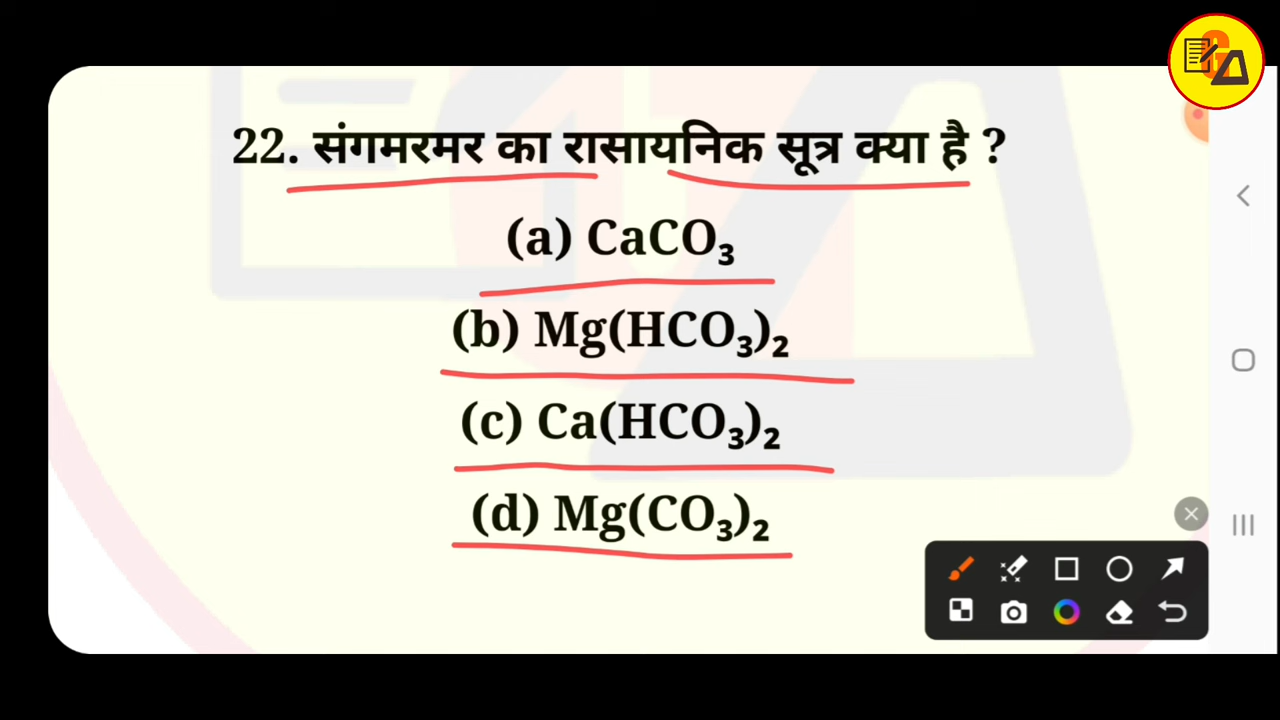 22. संगमरमर का रासायनिक सूत्र क्या है ?
(a) CaCO₃
(b) Mg(HCO₃)₂
(c) Ca(HCO₃)₂
(d) Mg(CO₃)₂